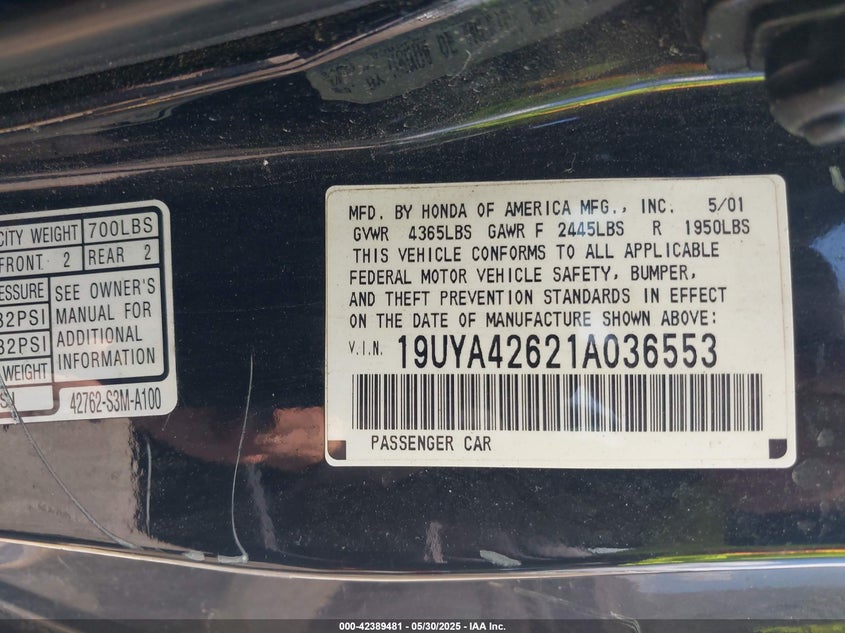 CITY WEIGHT 700LBS
FRONT 2 REAR 2
ESSURE SEE OWNER'S
32PSI MANUAL FOR
32PSI ADDITIONAL
WEIGHT INFORMATION
42762-S3M-A100
MFD. BY HONDA OF AMERICA MFG., INC. 5/01
GVWR 4365LBS GAWR F 2445LBS R 1950LBS
THIS VEHICLE CONFORMS TO ALL APPLICABLE
FEDERAL MOTOR VEHICLE SAFETY, BUMPER,
AND THEFT PREVENTION STANDARDS IN EFFECT
ON THE DATE OF MANUFACTURE SHOWN ABOVE:
V.I.N. 19UYA42621A036553
PASSENGER CAR
000-42389481 - 05/30/2025 - IAA Inc.